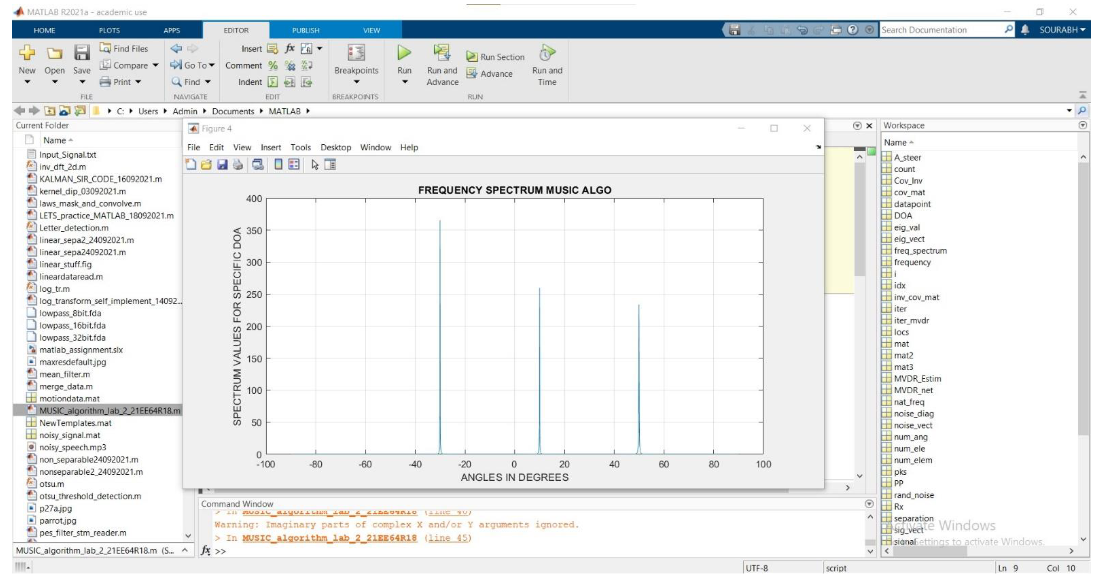 MATLAB R2021a - academic use
HOME PLOTS APPS EDITOR PUBLISH VIEW Search Documentation SOURABH
New Open Save Find Files Compare Print Go To Find Insert fx Comment Indent Breakpoints Run Run and Advance Run Section Advance Run and Time
FILE NAVIGATE EDIT BREAKPOINTS RUN
C: Users Admin Documents MATLAB
Current Folder
Name
Input_Signal.txt
inv_dft_2d.m
KALMAN_SIR_CODE_16092021.m
kernel_dip_03092021.m
laws_mask_and_convolve.m
LETS_practice_MATLAB_18092021.m
Letter_detection.m
linear_sepa2_24092021.m
linear_sepa24092021.m
linear_stuff.fig
lineardataread.m
log_tr.m
log_transform_self_implement_14092...
lowpass_8bit.fda
lowpass_16bit.fda
lowpass_32bit.fda
matlab_assignment.slx
maxresdefault.jpg
mean_filter.m
merge_data.m
motiondata.mat
MUSIC_algorithm_lab_2_21EE64R18.m
NewTemplates.mat
noisy_signal.mat
noisy_speech.mp3
non_separable24092021.m
nonseparable2_24092021.m
otsu.m
otsu_threshold_detection.m
p27a.jpg
parrot.jpg
pes_filter_stm_reader.m
MUSIC_algorithm_lab_2_21EE64R18.m (S...
Figure 4
File Edit View Insert Tools Desktop Window Help
FREQUENCY SPECTRUM MUSIC ALGO
SPECTRUM VALUES FOR SPECIFIC DOA
400
350
300
250
200
150
100
50
0
-100 -80 -60 -40 -20 0 20 40 60 80 100
ANGLES IN DEGREES
Command Window
> In MUSIC_algorithm_lab_2_21EE64R18
Warning: Imaginary parts of complex X and/or Y arguments ignored.
> In MUSIC_algorithm_lab_2_21EE64R18 (line 45)
fx >>
Workspace
Name
A_steer
count
Cov_Inv
cov_mat
datapoint
DOA
eig_val
eig_vect
freq_spectrum
frequency
i
idx
inv_cov_mat
iter
iter_mvdr
locs
mat
mat2
mat3
MVDR_Estim
MVDR_net
nat_freq
noise_diag
noise_vect
num_ang
num_ele
num_elem
pks
PP
rand_noise
Rx
separation
sig_vect
signal
Activate Windows
settings to activate Windows.
UTF-8 script Ln 9 Col 10